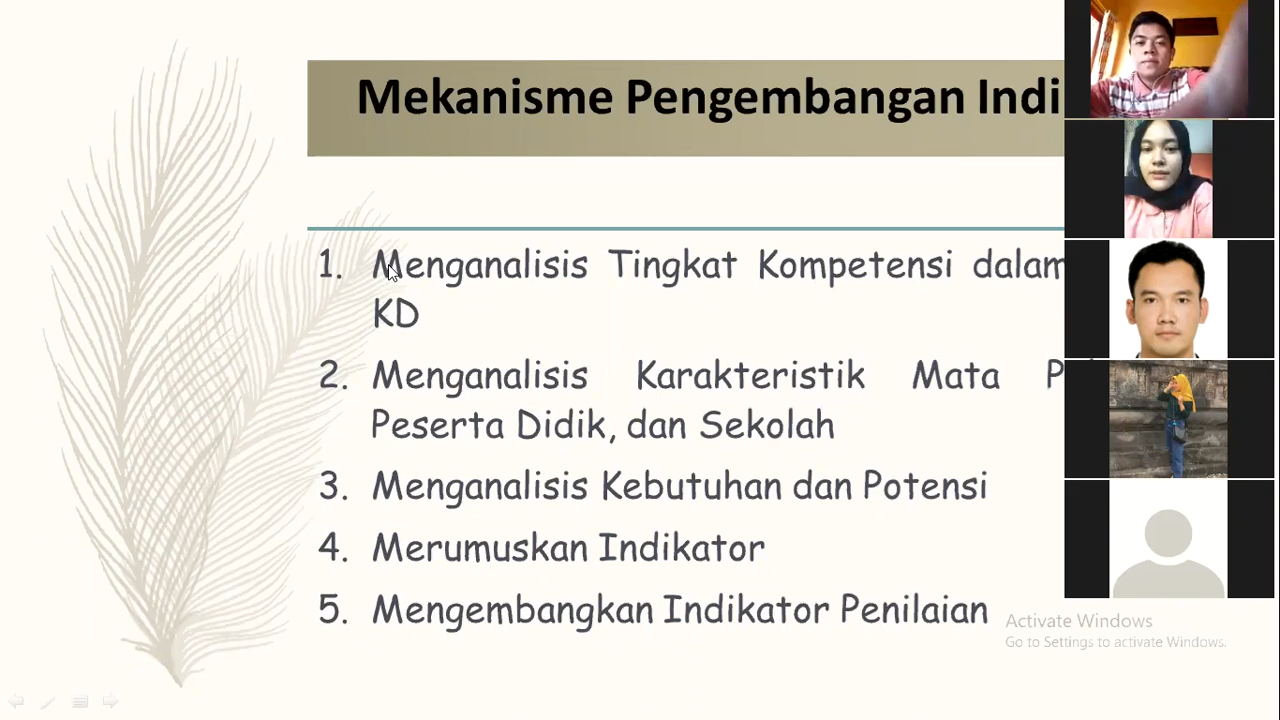 Mekanisme Pengembangan
1. Menganalisis Tingkat Kompetensi dalam
KD
2. Menganalisis Karakteristik Mata
Peserta Didik, dan Sekolah
3. Menganalisis Kebutuhan dan Potensi
4. Merumuskan Indikator
5. Mengembangkan Indikator Penilaian
Activate Windows
Go to Settings to activate Windows.